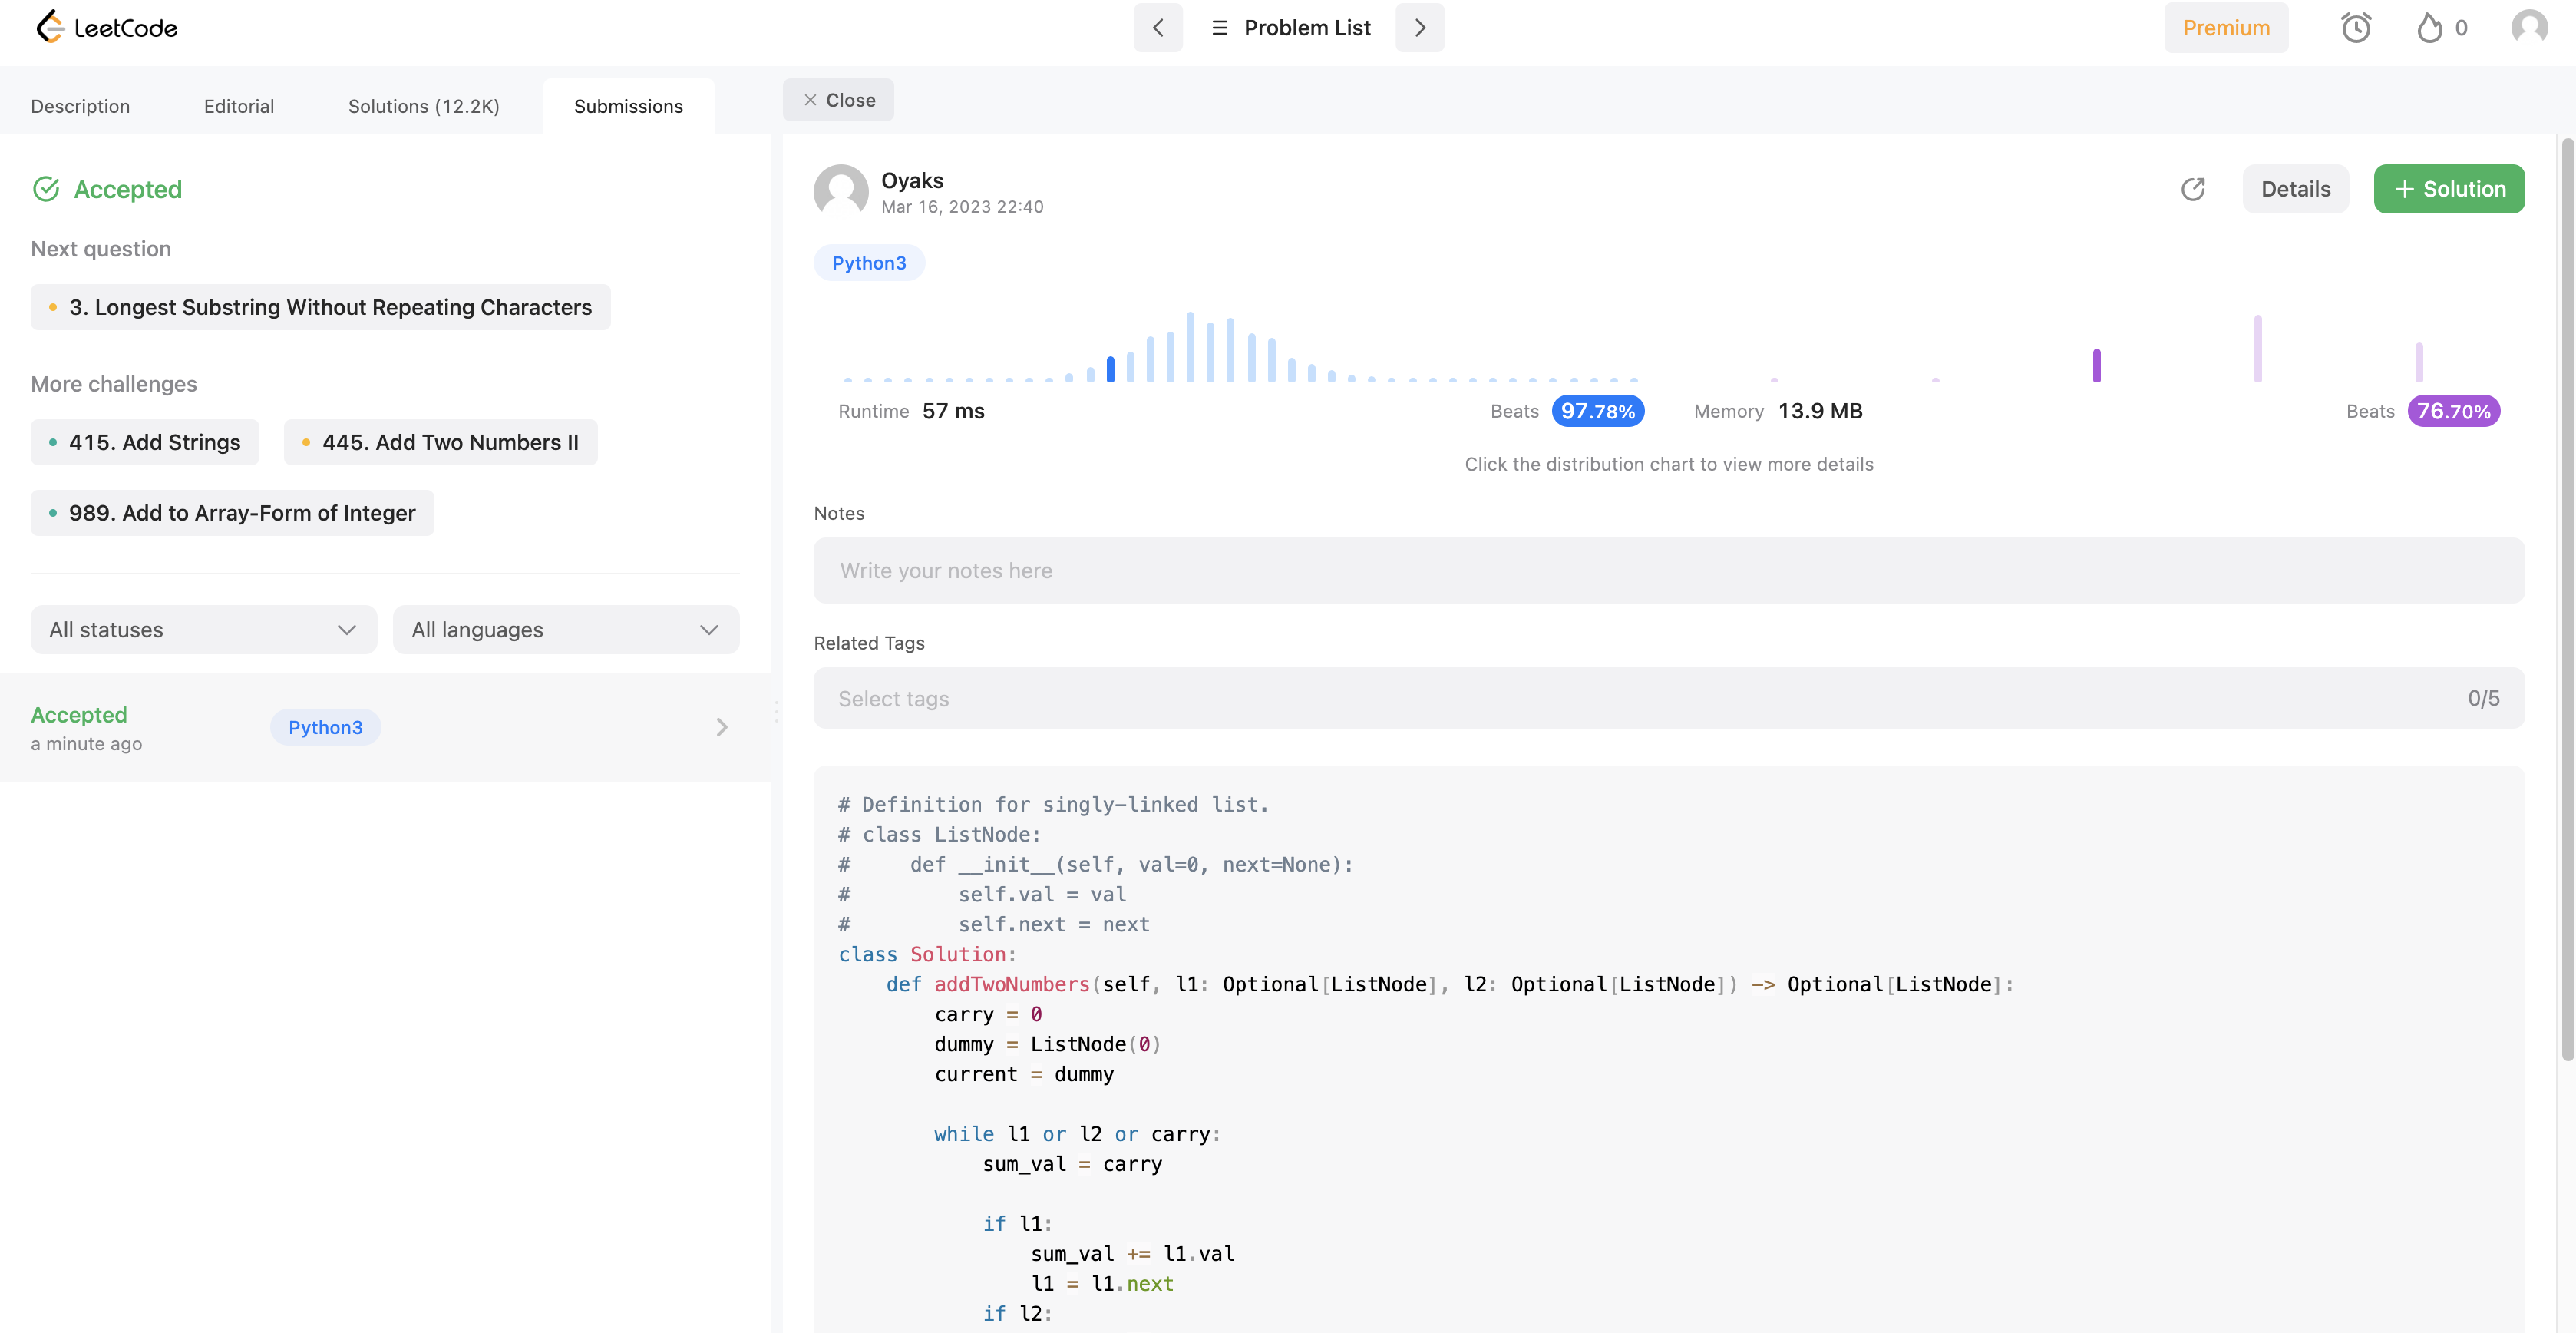 LeetCode
Problem List
Premium
0
Description Editorial Solutions (12.2K) Submissions
Close
Accepted
Next question
3. Longest Substring Without Repeating Characters
More challenges
415. Add Strings 445. Add Two Numbers II
989. Add to Array-Form of Integer
All statuses All languages
Accepted
a minute ago
Python3
Oyaks
Mar 16, 2023 22:40
Details + Solution
Python3
Runtime 57 ms Beats 97.78% Memory 13.9 MB Beats 76.70%
Click the distribution chart to view more details
Notes
Write your notes here
Related Tags
Select tags 0/5
# Definition for singly-linked list.
# class ListNode:
#     def __init__(self, val=0, next=None):
#         self.val = val
#         self.next = next
class Solution:
    def addTwoNumbers(self, l1: Optional[ListNode], l2: Optional[ListNode]) -> Optional[ListNode]:
        carry = 0
        dummy = ListNode(0)
        current = dummy
        while l1 or l2 or carry:
            sum_val = carry
            if l1:
                sum_val += l1.val
                l1 = l1.next
            if l2: